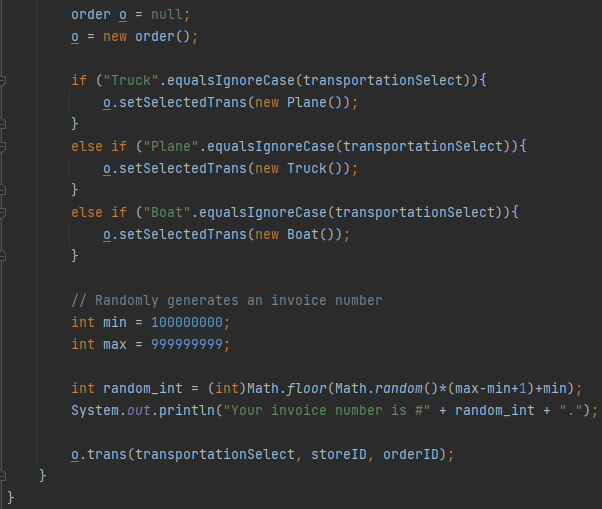 order o = null;
o = new order();
if ("Truck".equalsIgnoreCase(transportationSelect)){
o.setSelectedTrans(new Plane());
}
else if ("Plane".equalsIgnoreCase(transportationSelect)){
o.setSelectedTrans(new Truck());
}
else if ("Boat".equalsIgnoreCase(transportationSelect)){
o.setSelectedTrans(new Boat());
}
// Randomly generates an invoice number
int min = 100000000;
int max = 999999999;
int random_int = (int)Math.floor(Math.random()*(max-min+1)+min);
System.out.println("Your invoice number is #" + random_int + ".");
o.trans(transportationSelect, storeID, orderID);
}
}